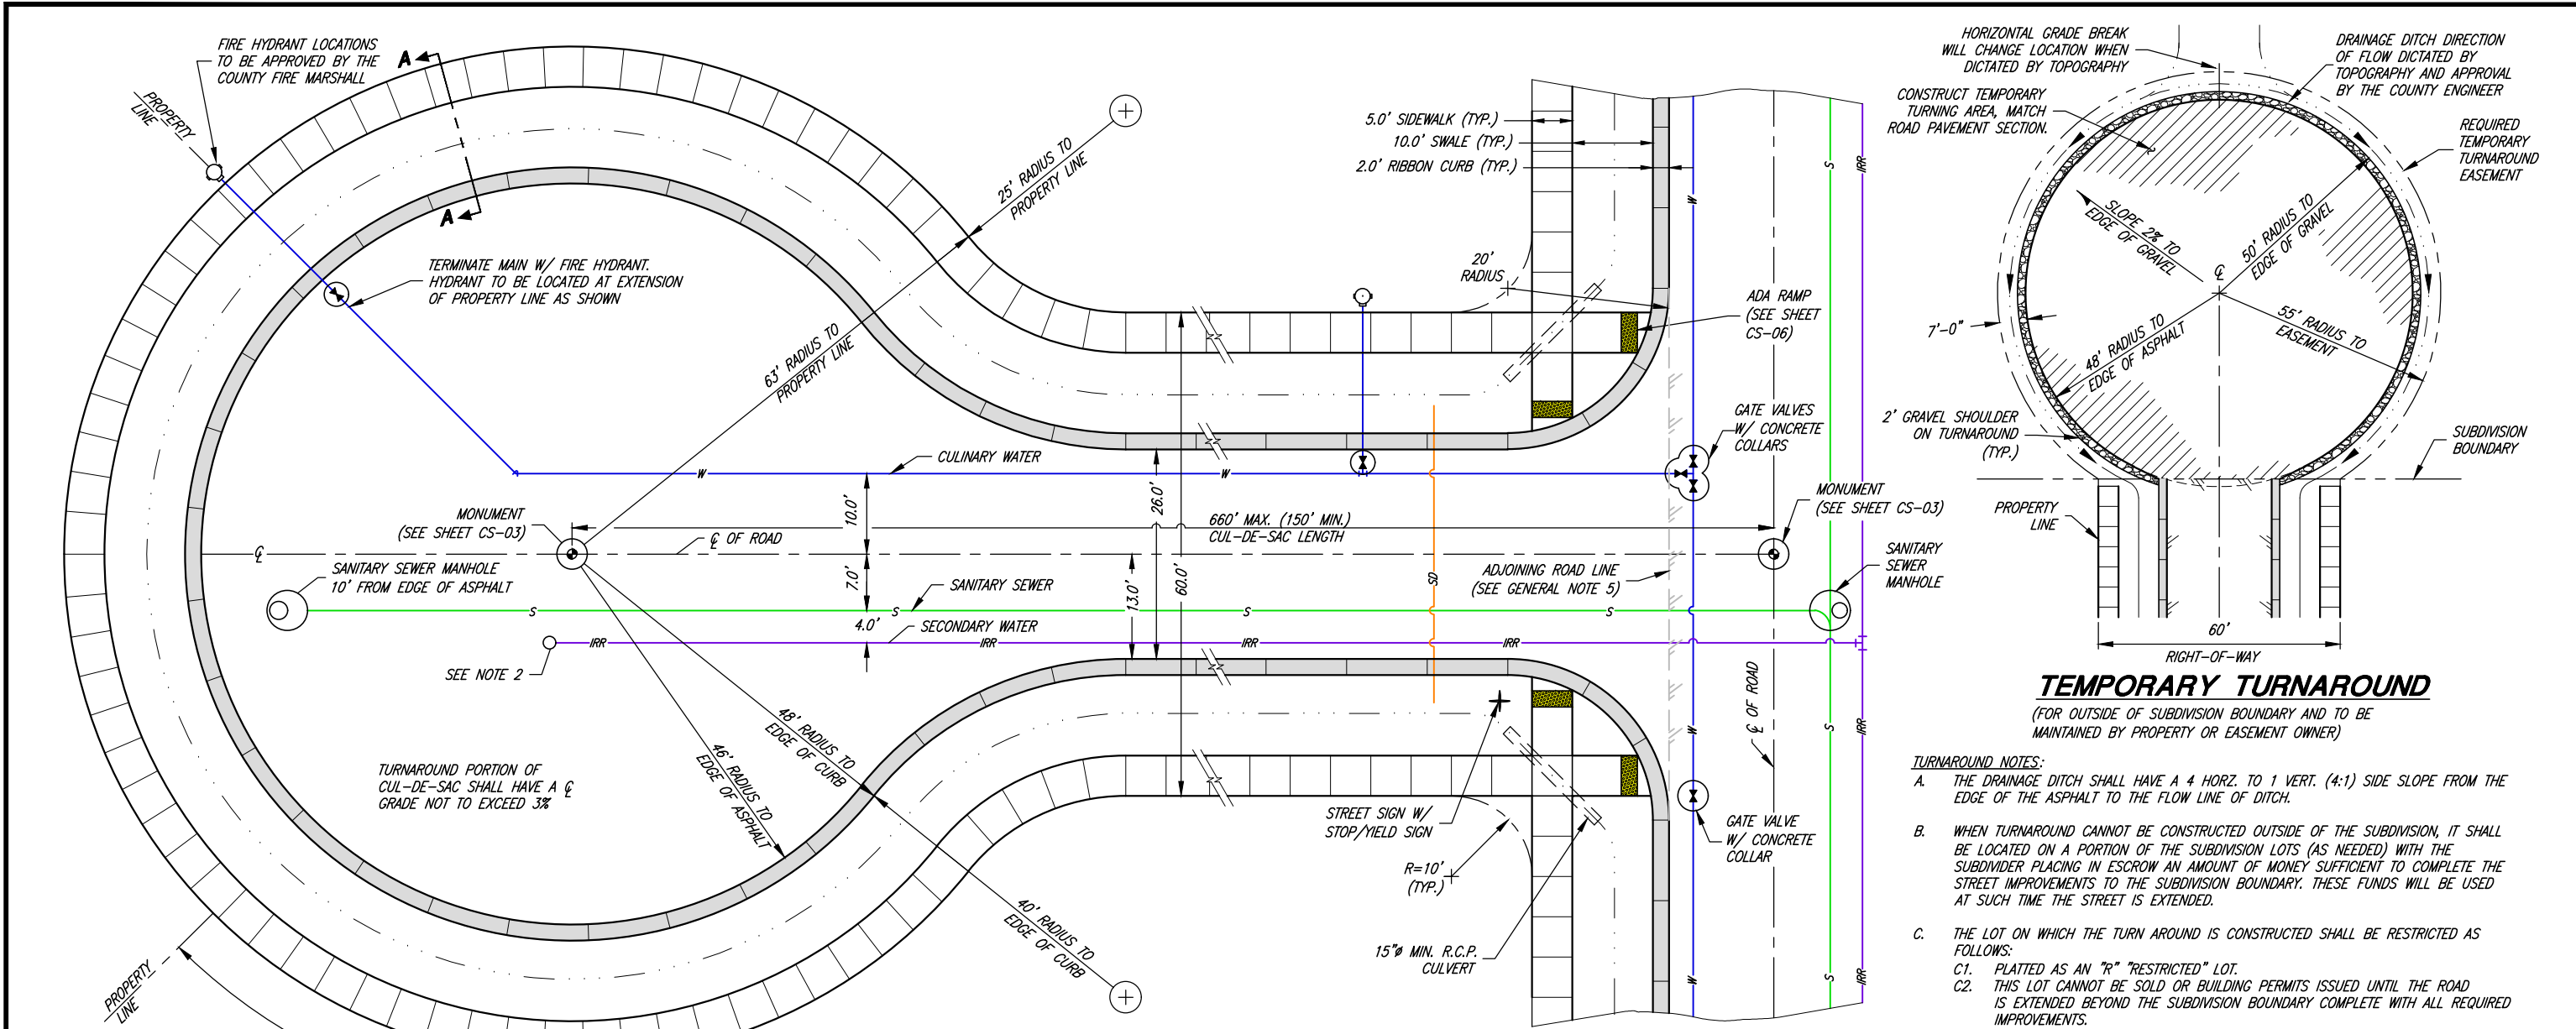 FIRE HYDRANT LOCATIONS
TO BE APPROVED BY THE
COUNTY FIRE MARSHALL
A
A
PROPERTY
LINE
TERMINATE MAIN W/ FIRE HYDRANT.
HYDRANT TO BE LOCATED AT EXTENSION
OF PROPERTY LINE AS SHOWN
25' RADIUS TO
PROPERTY LINE
63' RADIUS TO
PROPERTY LINE
5.0' SIDEWALK (TYP.)
10.0' SWALE (TYP.)
2.0' RIBBON CURB (TYP.)
20'
RADIUS
ADA RAMP
(SEE SHEET
CS-06)
GATE VALVES
W/ CONCRETE
COLLARS
W
S
IRR
CULINARY WATER
W
W
MONUMENT
(SEE SHEET CS-03)
10.0'
26.0'
660' MAX. (150' MIN.)
CUL-DE-SAC LENGTH
MONUMENT
(SEE SHEET CS-03)
℄
℄ OF ROAD
SANITARY SEWER MANHOLE
10' FROM EDGE OF ASPHALT
7.0'
SANITARY SEWER
13.0'
60.0'
SD
ADJOINING ROAD LINE
(SEE GENERAL NOTE 5)
SANITARY
SEWER
MANHOLE
S
S
S
S
4.0'
SECONDARY WATER
IRR
IRR
IRR
IRR
SEE NOTE 2
48' RADIUS TO
EDGE OF CURB
46' RADIUS TO
EDGE OF ASPHALT
℄ OF ROAD
W
S
IRR
TURNAROUND PORTION OF
CUL-DE-SAC SHALL HAVE A ℄
GRADE NOT TO EXCEED 3%
STREET SIGN W/
STOP/YIELD SIGN
GATE VALVE
W/ CONCRETE
COLLAR
R=10'
(TYP.)
40' RADIUS TO
EDGE OF CURB
15"ø MIN. R.C.P.
CULVERT
W
S
IRR
PROPERTY
LINE
HORIZONTAL GRADE BREAK
WILL CHANGE LOCATION WHEN
DICTATED BY TOPOGRAPHY
DRAINAGE DITCH DIRECTION
OF FLOW DICTATED BY
TOPOGRAPHY AND APPROVAL
BY THE COUNTY ENGINEER
CONSTRUCT TEMPORARY
TURNING AREA, MATCH
ROAD PAVEMENT SECTION.
REQUIRED
TEMPORARY
TURNAROUND
EASEMENT
SLOPE 2% TO
EDGE OF GRAVEL
50' RADIUS TO
EDGE OF GRAVEL
℄
7'-0"
48' RADIUS TO
EDGE OF ASPHALT
55' RADIUS TO
EASEMENT
2' GRAVEL SHOULDER
ON TURNAROUND
(TYP.)
SUBDIVISION
BOUNDARY
PROPERTY
LINE
60'
RIGHT-OF-WAY
TEMPORARY TURNAROUND
(FOR OUTSIDE OF SUBDIVISION BOUNDARY AND TO BE
MAINTAINED BY PROPERTY OR EASEMENT OWNER)
TURNAROUND NOTES:
A. THE DRAINAGE DITCH SHALL HAVE A 4 HORZ. TO 1 VERT. (4:1) SIDE SLOPE FROM THE
EDGE OF THE ASPHALT TO THE FLOW LINE OF DITCH.
B. WHEN TURNAROUND CANNOT BE CONSTRUCTED OUTSIDE OF THE SUBDIVISION, IT SHALL
BE LOCATED ON A PORTION OF THE SUBDIVISION LOTS (AS NEEDED) WITH THE
SUBDIVIDER PLACING IN ESCROW AN AMOUNT OF MONEY SUFFICIENT TO COMPLETE THE
STREET IMPROVEMENTS TO THE SUBDIVISION BOUNDARY. THESE FUNDS WILL BE USED
AT SUCH TIME THE STREET IS EXTENDED.
C. THE LOT ON WHICH THE TURN AROUND IS CONSTRUCTED SHALL BE RESTRICTED AS
FOLLOWS:
C1. PLATTED AS AN "R" "RESTRICTED" LOT.
C2. THIS LOT CANNOT BE SOLD OR BUILDING PERMITS ISSUED UNTIL THE ROAD
IS EXTENDED BEYOND THE SUBDIVISION BOUNDARY COMPLETE WITH ALL REQUIRED
IMPROVEMENTS.